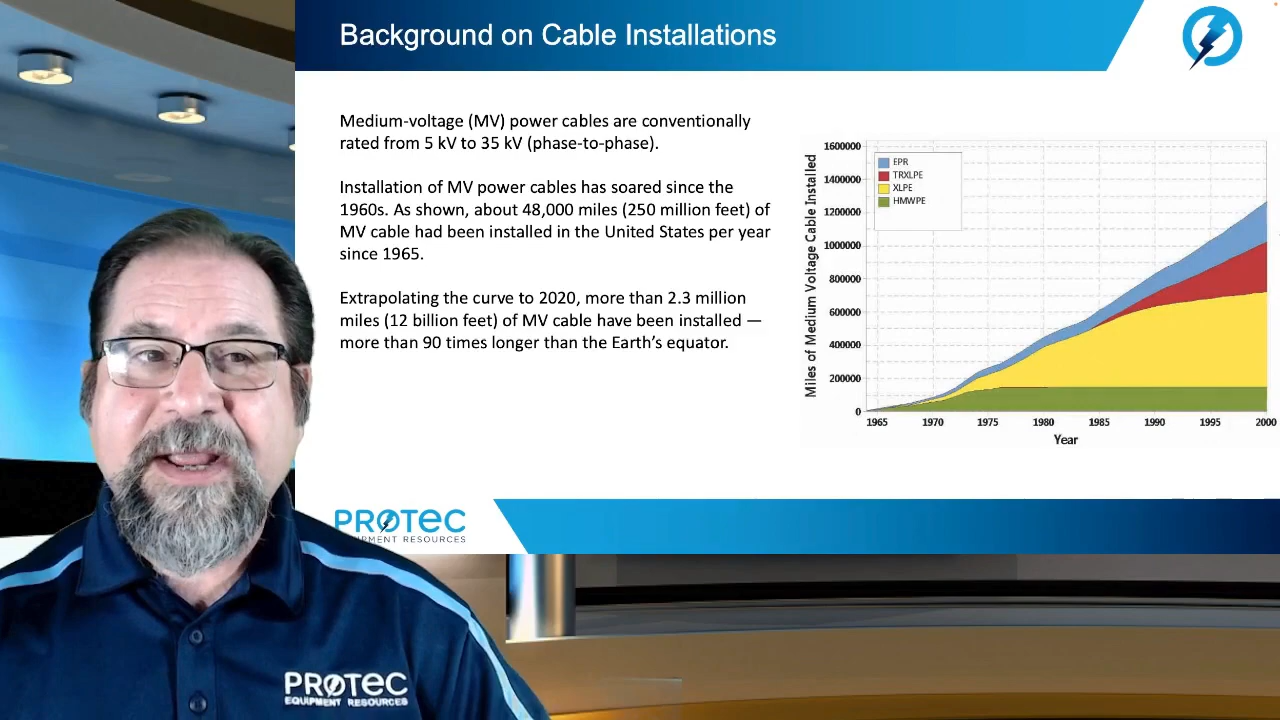 Background on Cable Installations
Medium-voltage (MV) power cables are conventionally
rated from 5 kV to 35 kV (phase-to-phase).
Installation of MV power cables has soared since the
1960s. As shown, about 48,000 miles (250 million feet) of
MV cable had been installed in the United States per year
since 1965.
Extrapolating the curve to 2020, more than 2.3 million
miles (12 billion feet) of MV cable have been installed —
more than 90 times longer than the Earth's equator.
Miles of Medium Voltage Cable Installed
1600000
1400000
1200000
1000000
800000
600000
400000
200000
0
EPR
TRXLPE
XLPE
HMWPE
1965 1970 1975 1980 1985 1990 1995 2000
Year
PROTEC
IPMENT RESOURCES
PROTEC
EQUIPMENT RESOURCES